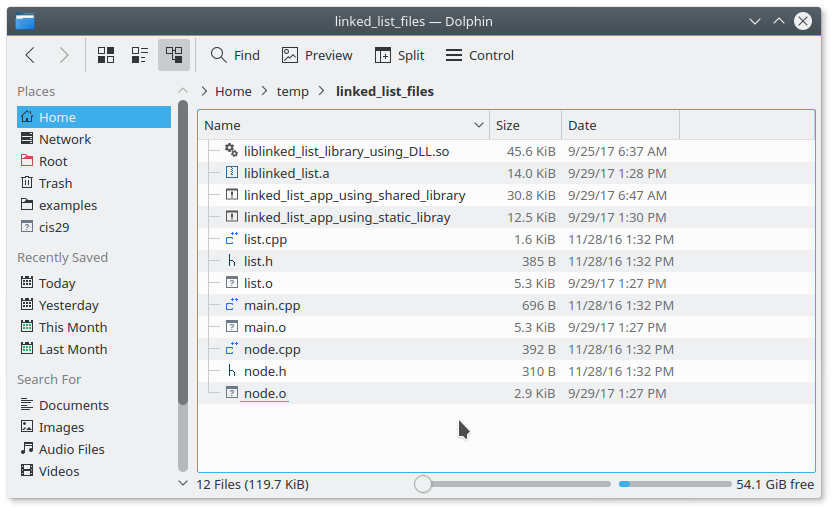 linked_list_files — Dolphin
Find Preview Split Control
Places
Home
Network
Root
Trash
examples
cis29
Recently Saved
Today
Yesterday
This Month
Last Month
Search For
Documents
Images
Audio Files
Videos
Home temp linked_list_files
Name Size Date
liblinked_list_library_using_DLL.so 45.6 KiB 9/25/17 6:37 AM
liblinked_list.a 14.0 KiB 9/29/17 1:28 PM
linked_list_app_using_shared_library 30.8 KiB 9/29/17 6:47 AM
linked_list_app_using_static_libray 12.5 KiB 9/29/17 1:30 PM
list.cpp 1.6 KiB 11/28/16 1:32 PM
list.h 385 B 11/28/16 1:32 PM
list.o 5.3 KiB 9/29/17 1:27 PM
main.cpp 696 B 11/28/16 1:32 PM
main.o 5.3 KiB 9/29/17 1:27 PM
node.cpp 392 B 11/28/16 1:32 PM
node.h 310 B 11/28/16 1:32 PM
node.o 2.9 KiB 9/29/17 1:27 PM
12 Files (119.7 KiB) 54.1 GiB free